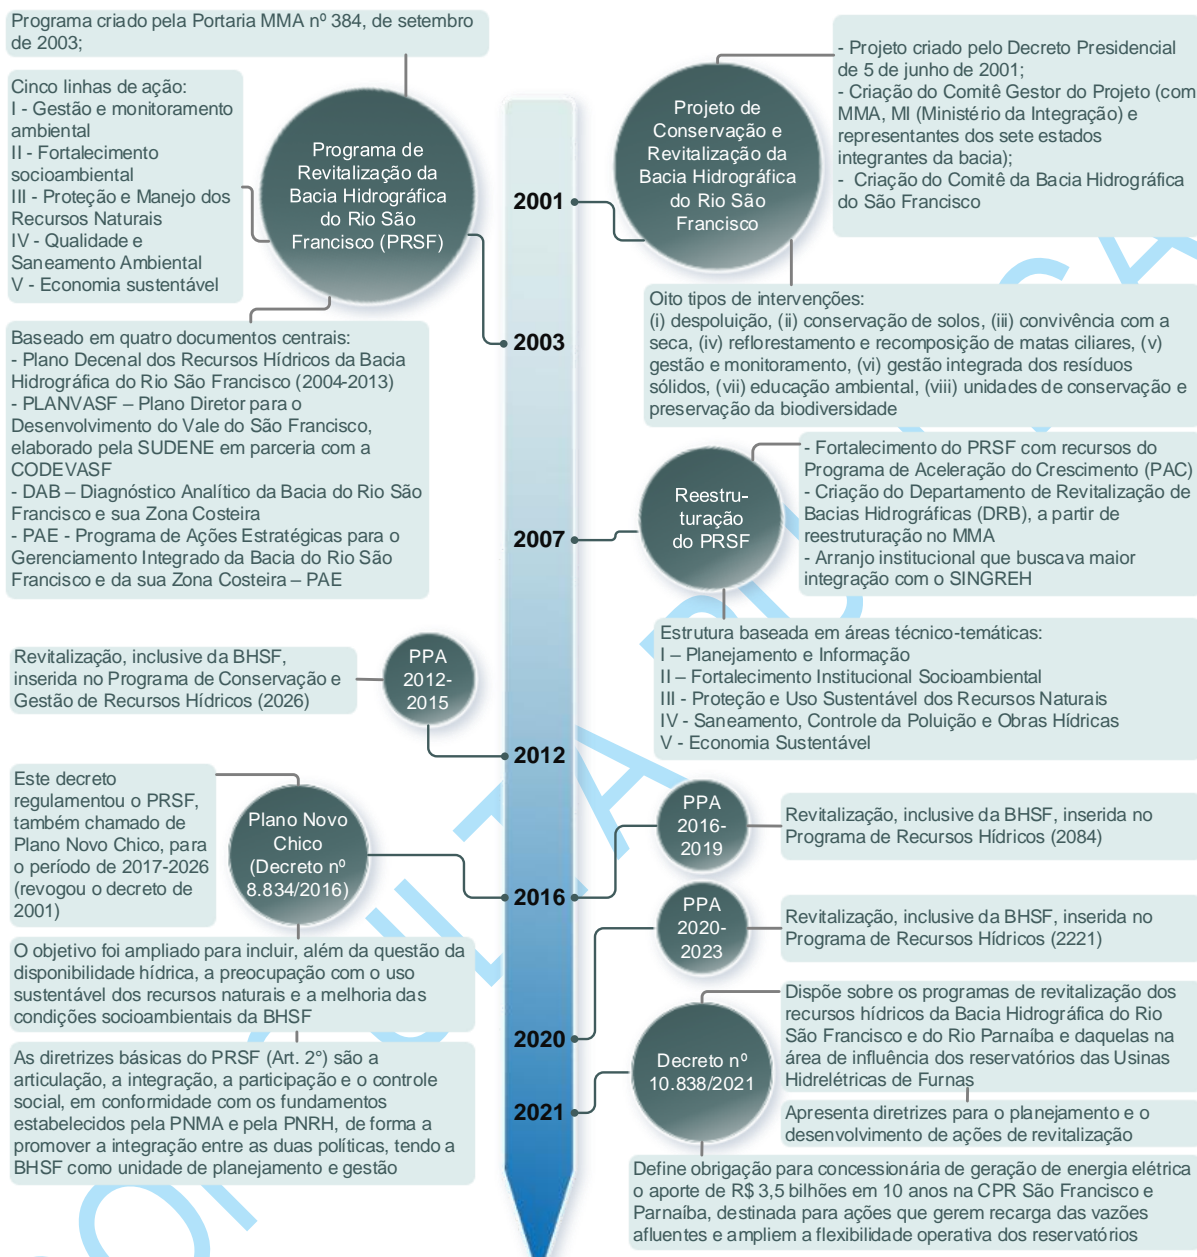 Programa criado pela Portaria MMA nº 384, de setembro
de 2003;
Cinco linhas de ação:
I - Gestão e monitoramento
ambiental
II - Fortalecimento
socioambiental
III - Proteção e Manejo dos
Recursos Naturais
IV - Qualidade e
Saneamento Ambiental
V - Economia sustentável
Programa de
Revitalização da
Bacia Hidrográfica
do Rio São
Francisco (PRSF)
Baseado em quatro documentos centrais:
- Plano Decenal dos Recursos Hídricos da Bacia
Hidrográfica do Rio São Francisco (2004-2013)
- PLANVASF – Plano Diretor para o
Desenvolvimento do Vale do São Francisco,
elaborado pela SUDENE em parceria com a
CODEVASF
- DAB – Diagnóstico Analítico da Bacia do Rio São
Francisco e sua Zona Costeira
- PAE - Programa de Ações Estratégicas para o
Gerenciamento Integrado da Bacia do Rio São
Francisco e da sua Zona Costeira – PAE
2001
Projeto de
Conservação e
Revitalização da
Bacia Hidrográfica
do Rio São
Francisco
- Projeto criado pelo Decreto Presidencial
de 5 de junho de 2001;
- Criação do Comitê Gestor do Projeto (com
MMA, MI (Ministério da Integração) e
representantes dos sete estados
integrantes da bacia);
- Criação do Comitê da Bacia Hidrográfica
do São Francisco
Oito tipos de intervenções:
(i) despoluição, (ii) conservação de solos, (iii) convivência com a
seca, (iv) reflorestamento e recomposição de matas ciliares, (v)
gestão e monitoramento, (vi) gestão integrada dos resíduos
sólidos, (vii) educação ambiental, (viii) unidades de conservação e
preservação da biodiversidade
2003
2007
Reestru-
turação
do PRSF
- Fortalecimento do PRSF com recursos do
Programa de Aceleração do Crescimento (PAC)
- Criação do Departamento de Revitalização de
Bacias Hidrográficas (DRB), a partir de
reestruturação no MMA
- Arranjo institucional que buscava maior
integração com o SINGREH
Estrutura baseada em áreas técnico-temáticas:
I – Planejamento e Informação
II – Fortalecimento Institucional Socioambiental
III - Proteção e Uso Sustentável dos Recursos Naturais
IV - Saneamento, Controle da Poluição e Obras Hídricas
V - Economia Sustentável
Revitalização, inclusive da BHSF,
inserida no Programa de Conservação e
Gestão de Recursos Hídricos (2026)
PPA
2012-
2015
2012
Este decreto
regulamentou o PRSF,
também chamado de
Plano Novo Chico, para
o período de 2017-2026
(revogou o decreto de
2001)
Plano Novo
Chico
(Decreto nº
8.834/2016)
2016
PPA
2016-
2019
Revitalização, inclusive da BHSF, inserida no
Programa de Recursos Hídricos (2084)
O objetivo foi ampliado para incluir, além da questão da
disponibilidade hídrica, a preocupação com o uso
sustentável dos recursos naturais e a melhoria das
condições socioambientais da BHSF
As diretrizes básicas do PRSF (Art. 2°) são a
articulação, a integração, a participação e o controle
social, em conformidade com os fundamentos
estabelecidos pela PNMA e pela PNRH, de forma a
promover a integração entre as duas políticas, tendo a
BHSF como unidade de planejamento e gestão
PPA
2020-
2023
Revitalização, inclusive da BHSF, inserida no
Programa de Recursos Hídricos (2221)
2020
2021
Decreto nº
10.838/2021
Dispõe sobre os programas de revitalização dos
recursos hídricos da Bacia Hidrográfica do Rio
São Francisco e do Rio Parnaíba e daquelas na
área de influência dos reservatórios das Usinas
Hidrelétricas de Furnas
Apresenta diretrizes para o planejamento e o
desenvolvimento de ações de revitalização
Define obrigação para concessionária de geração de energia elétrica
o aporte de R$ 3,5 bilhões em 10 anos na CPR São Francisco e
Parnaíba, destinada para ações que gerem recarga das vazões
afluentes e ampliem a flexibilidade operativa dos reservatórios